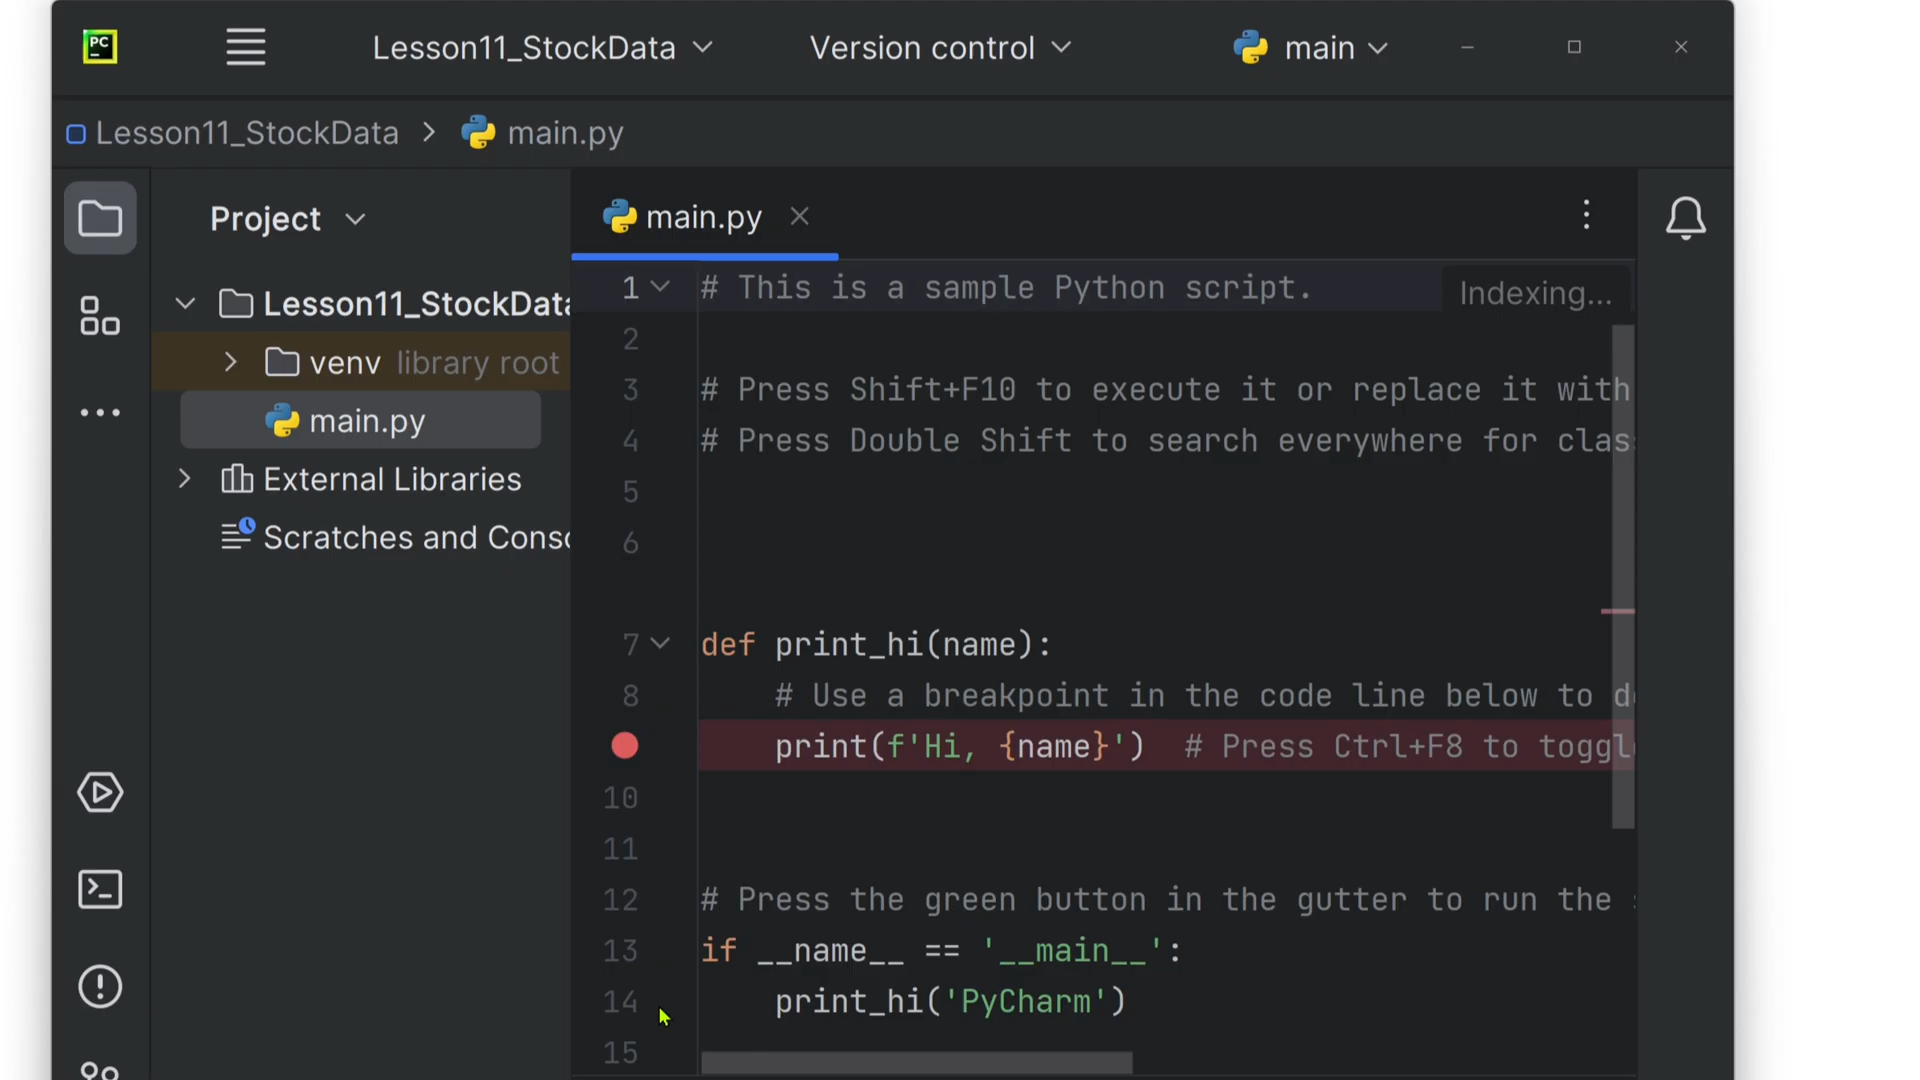 PC
Lesson11_StockData
Version control
main
Lesson11_StockData
main.py
Project
main.py
Lesson11_StockData
venv library root
main.py
External Libraries
Scratches and Conso
1 # This is a sample Python script.
Indexing...
2
3 # Press Shift+F10 to execute it or replace it with
4 # Press Double Shift to search everywhere for clas
5
6
7 def print_hi(name):
8 # Use a breakpoint in the code line below to de
print(f'Hi, {name}') # Press Ctrl+F8 to toggl
10
11
12 # Press the green button in the gutter to run the
13 if __name__ == '__main__':
14 print_hi('PyCharm')
15